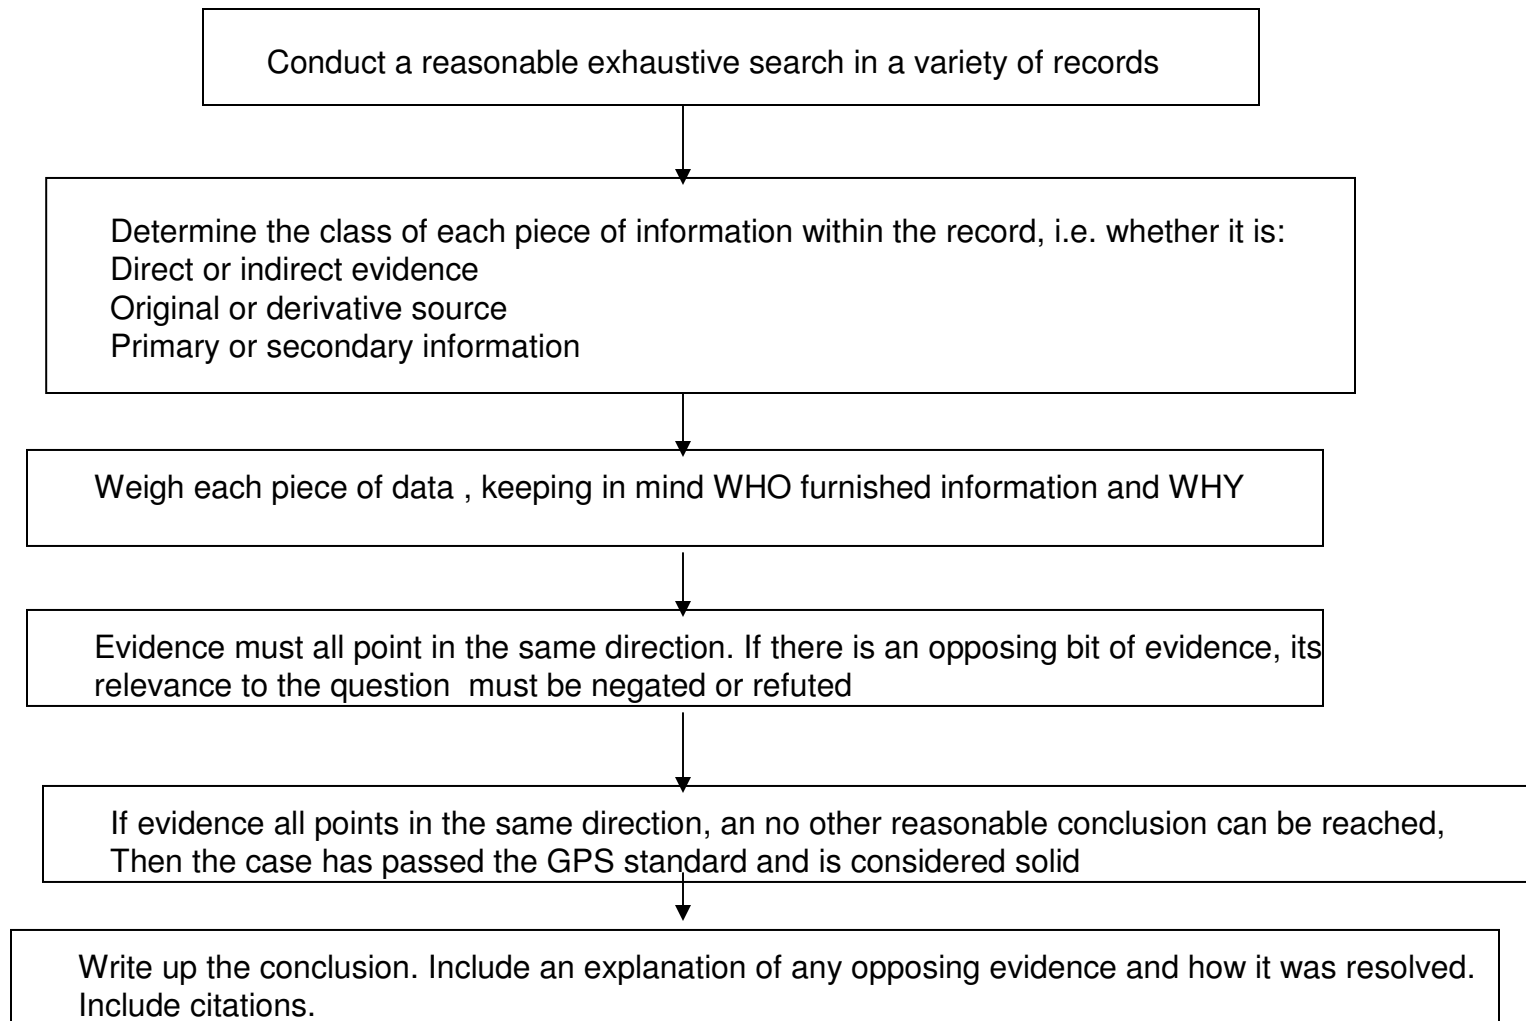 Conduct a reasonable exhaustive search in a variety of records
Determine the class of each piece of information within the record, i.e. whether it is:
Direct or indirect evidence
Original or derivative source
Primary or secondary information
Weigh each piece of data , keeping in mind WHO furnished information and WHY
Evidence must all point in the same direction. If there is an opposing bit of evidence, its
relevance to the question  must be negated or refuted
If evidence all points in the same direction, an no other reasonable conclusion can be reached,
Then the case has passed the GPS standard and is considered solid
Write up the conclusion. Include an explanation of any opposing evidence and how it was resolved.
Include citations.